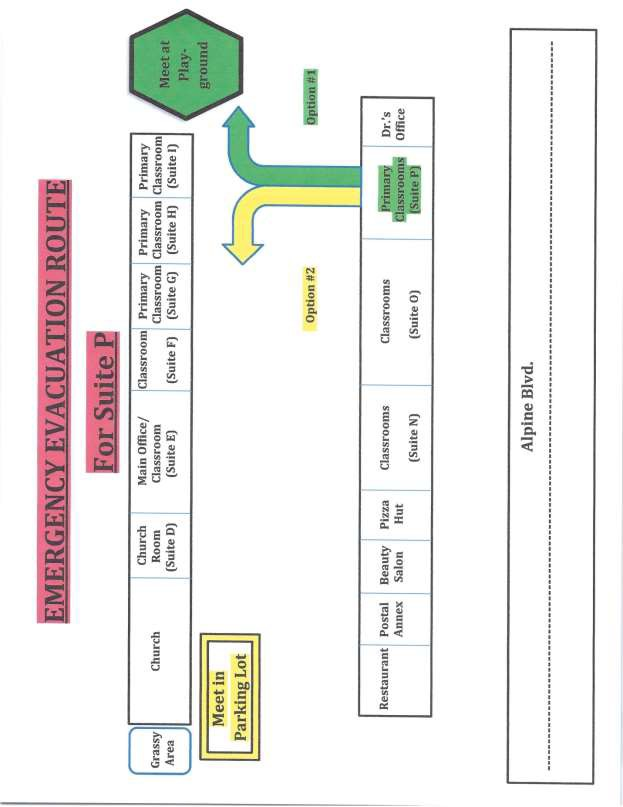 EMERGENCY EVACUATION ROUTE
For Suite P
Grassy
Area
Church
Church
Room
(Suite D)
Main Office/
Classroom
(Suite E)
Classroom
(Suite F)
Primary
Classroom
(Suite G)
Primary
Classroom
(Suite H)
Primary
Classroom
(Suite I)
Meet at
Play-
ground
Meet in
Parking Lot
Option #2
Option #1
Restaurant
Postal
Annex
Beauty
Salon
Pizza
Hut
Classrooms
(Suite N)
Classrooms
(Suite O)
Primary
Classrooms
(Suite P)
Dr.'s
Office
Alpine Blvd.